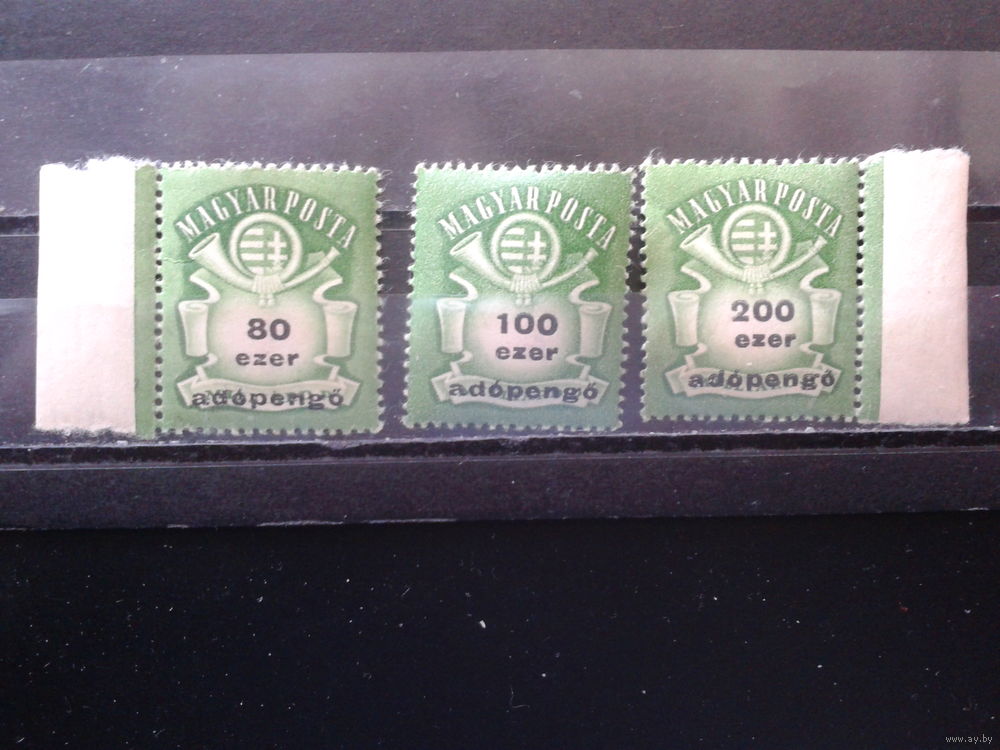 MAGYAR POSTA
80
ezer
adópengő
MAGYAR POSTA
100
ezer
adópengő
MAGYAR POSTA
200
ezer
adópengő
www.ay.by